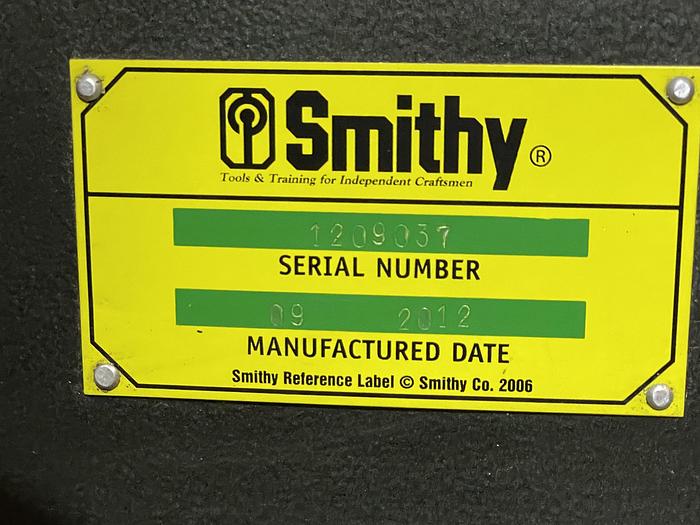 Smithy®
Tools & Training for Independent Craftsmen
1209037
SERIAL NUMBER
09 2012
MANUFACTURED DATE
Smithy Reference Label © Smithy Co. 2006